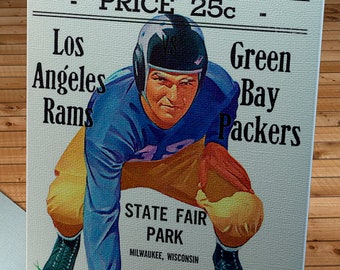 - PRICE 25c -
Los
Angeles
Rams
Green
Bay
Packers
STATE FAIR
PARK
MILWAUKEE, WISCONSIN